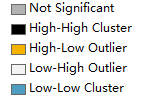 Not Significant
High-High Cluster
High-Low Outlier
Low-High Outlier
Low-Low Cluster